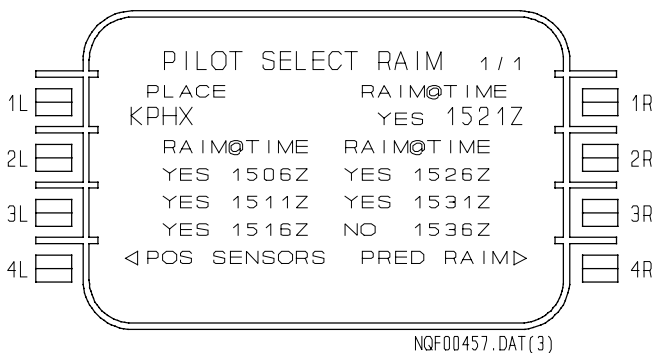 PILOT SELECT RAIM 1/1
PLACE RAIM@TIME
1L KPHX YES 1521Z 1R
RAIM@TIME RAIM@TIME
2L YES 1506Z YES 1526Z 2R
YES 1511Z YES 1531Z
3L YES 1516Z NO 1536Z 3R
4L ◁POS SENSORS PRED RAIM▷ 4R
NQF00457.DAT(3)